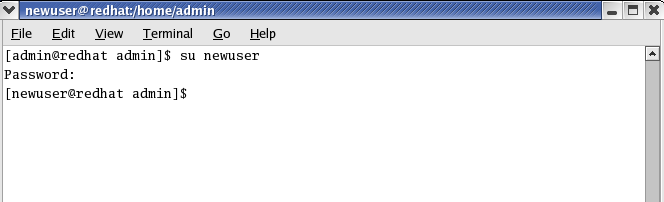 newuser@redhat:/home/admin
File Edit View Terminal Go Help
[admin@redhat admin]$ su newuser
Password:
[newuser@redhat admin]$